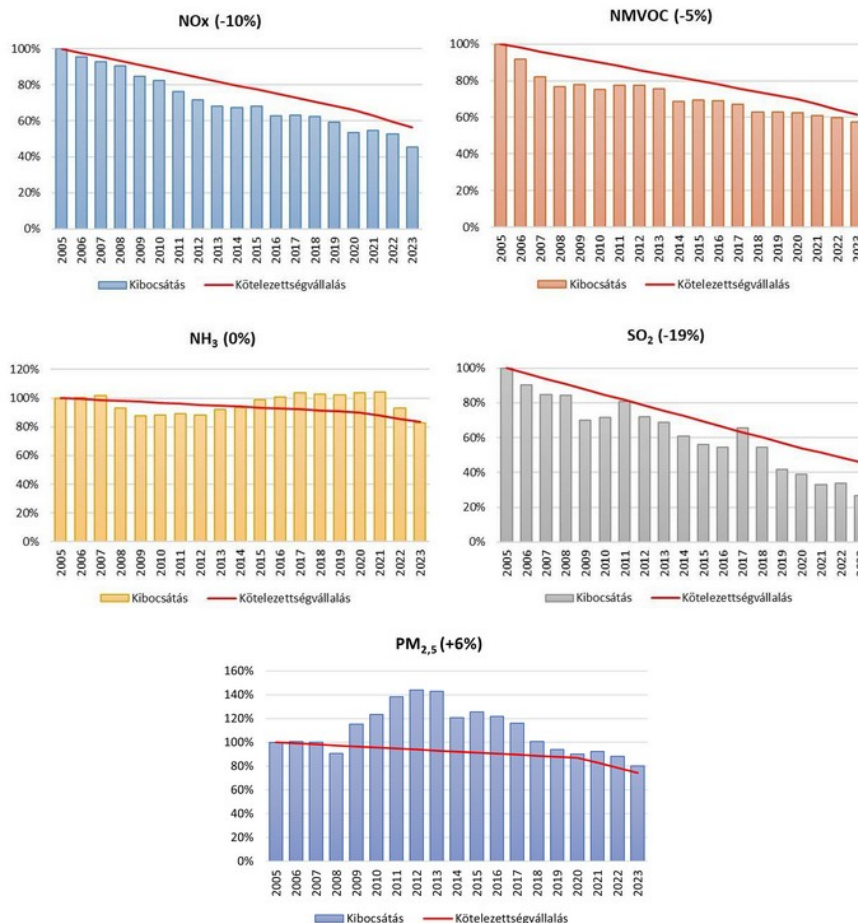 NOx (-10%)
100%
80%
60%
40%
20%
0%
2005 2006 2007 2008 2009 2010 2011 2012 2013 2014 2015 2016 2017 2018 2019 2020 2021 2022 2023
Kibocsátás Kötelezettségvállalás
NMVOC (-5%)
100%
80%
60%
40%
20%
0%
2005 2006 2007 2008 2009 2010 2011 2012 2013 2014 2015 2016 2017 2018 2019 2020 2021 2022 2023
Kibocsátás Kötelezettségvállalás
NH₃ (0%)
120%
100%
80%
60%
40%
20%
0%
2005 2006 2007 2008 2009 2010 2011 2012 2013 2014 2015 2016 2017 2018 2019 2020 2021 2022 2023
Kibocsátás Kötelezettségvállalás
SO₂ (-19%)
100%
80%
60%
40%
20%
0%
2005 2006 2007 2008 2009 2010 2011 2012 2013 2014 2015 2016 2017 2018 2019 2020 2021 2022
Kibocsátás Kötelezettségvállalás
PM₂,₅ (+6%)
160%
140%
120%
100%
80%
60%
40%
20%
0%
2005 2006 2007 2008 2009 2010 2011 2012 2013 2014 2015 2016 2017 2018 2019 2020 2021 2022 2023
Kibocsátás Kötelezettségvállalás